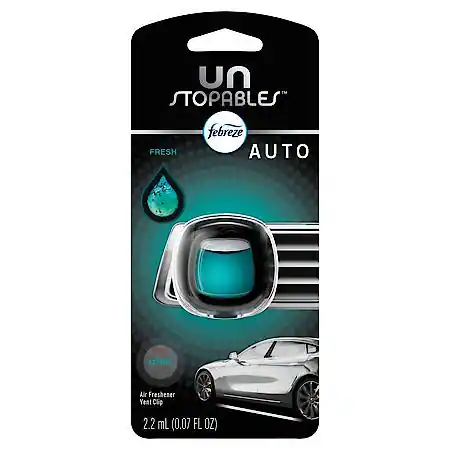 UN
STOPABLES™
febreze
AUTO
FRESH
Air Freshener
Vent Clip
2.2 mL (0.07 FL OZ)